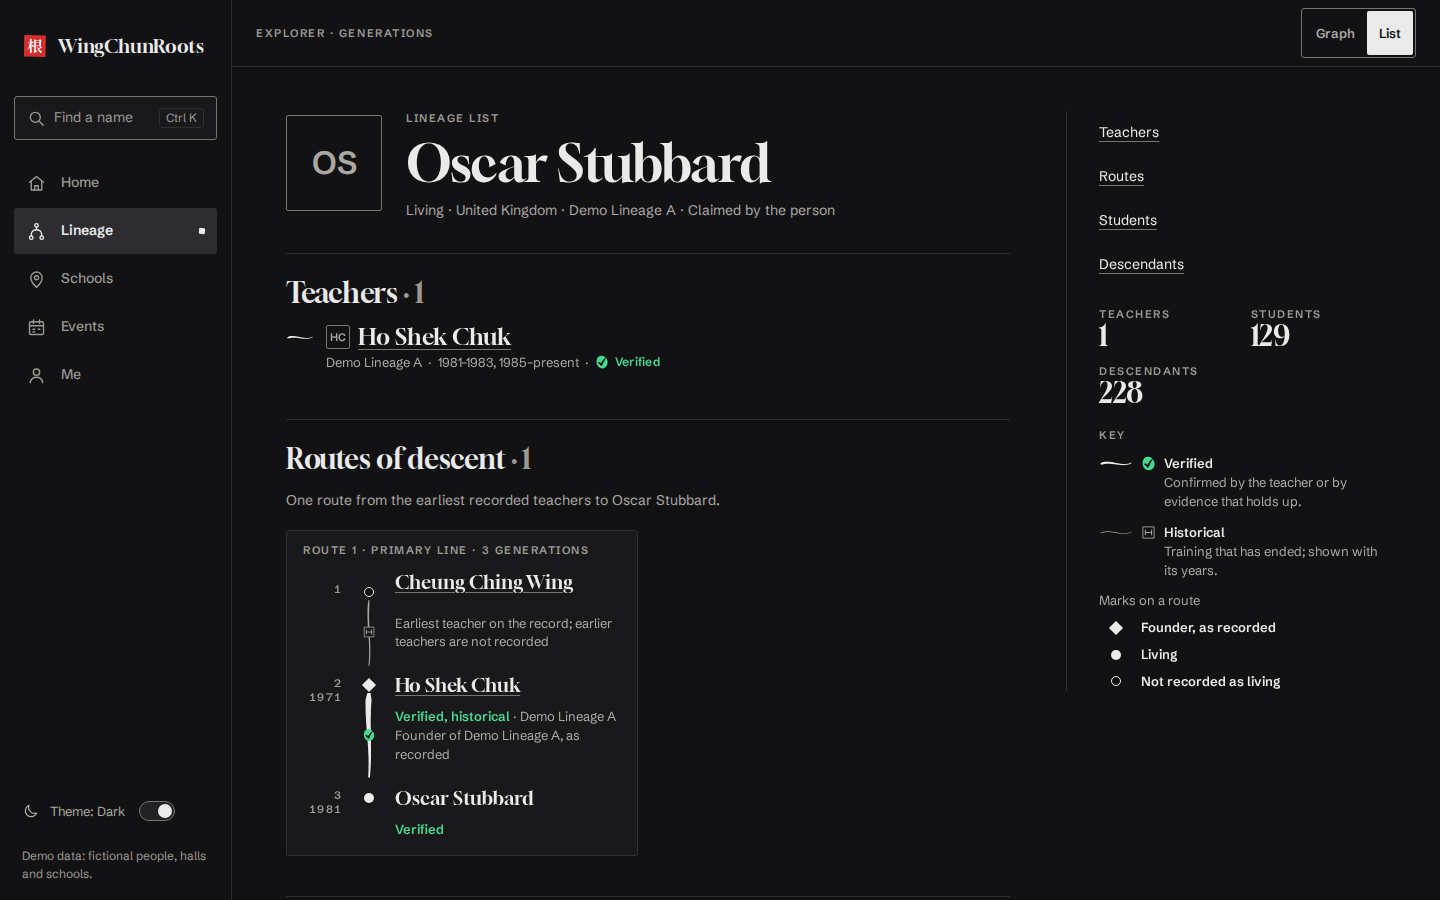 根 WingChunRoots
Find a name Ctrl K
Home
Lineage
Schools
Events
Me
Theme: Dark
Demo data: fictional people, halls
and schools.
EXPLORER · GENERATIONS
Graph List
OS
LINEAGE LIST
Oscar Stubbard
Living · United Kingdom · Demo Lineage A · Claimed by the person
Teachers · 1
HC Ho Shek Chuk
Demo Lineage A · 1981–1983, 1985–present · Verified
Routes of descent · 1
One route from the earliest recorded teachers to Oscar Stubbard.
ROUTE 1 · PRIMARY LINE · 3 GENERATIONS
1 Cheung Ching Wing
Earliest teacher on the record; earlier
teachers are not recorded
H
2 Ho Shek Chuk
1971
Verified, historical · Demo Lineage A
Founder of Demo Lineage A, as
recorded
3 Oscar Stubbard
1981
Verified
Teachers
Routes
Students
Descendants
TEACHERS STUDENTS
1 129
DESCENDANTS
228
KEY
Verified
Confirmed by the teacher or by
evidence that holds up.
H Historical
Training that has ended; shown with
its years.
Marks on a route
Founder, as recorded
Living
Not recorded as living